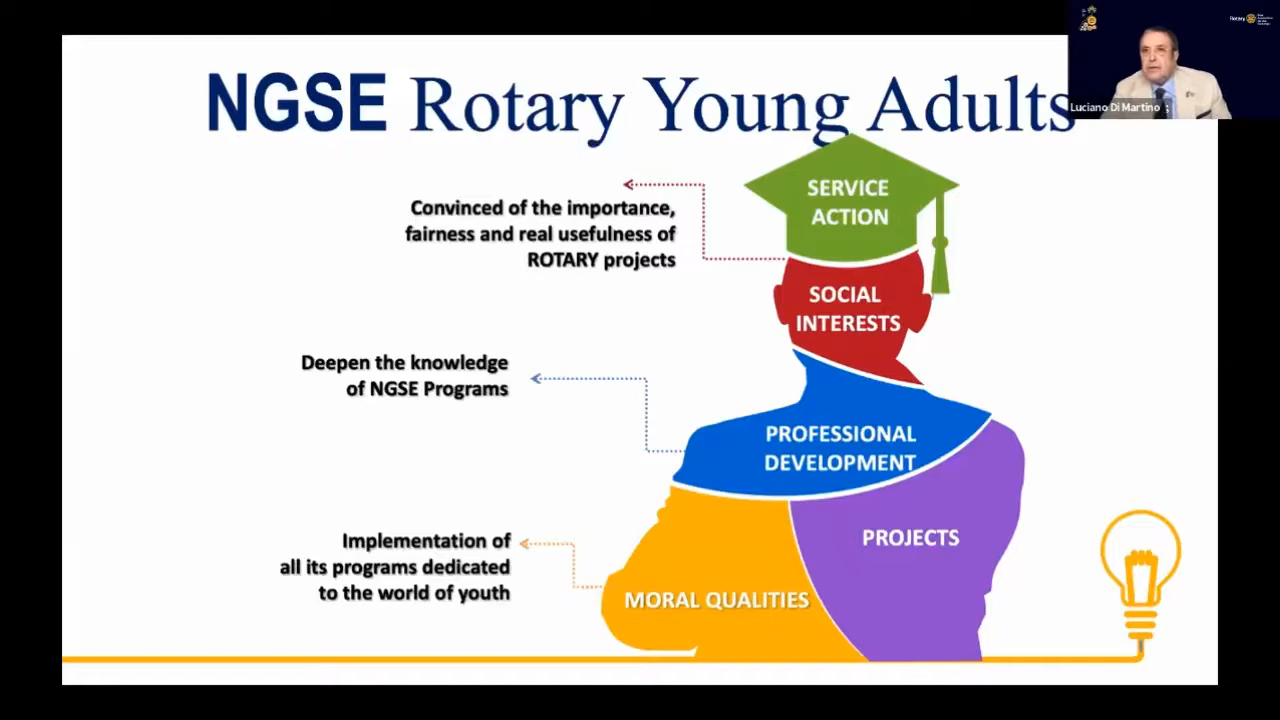 NGSE Rotary Young Adults
Luciano Di Martino
Rotary
SERVICE
ACTION
Convinced of the importance,
fairness and real usefulness of
ROTARY projects
SOCIAL
INTERESTS
Deepen the knowledge
of NGSE Programs
PROFESSIONAL
DEVELOPMENT
PROJECTS
Implementation of
all its programs dedicated
to the world of youth
MORAL QUALITIES